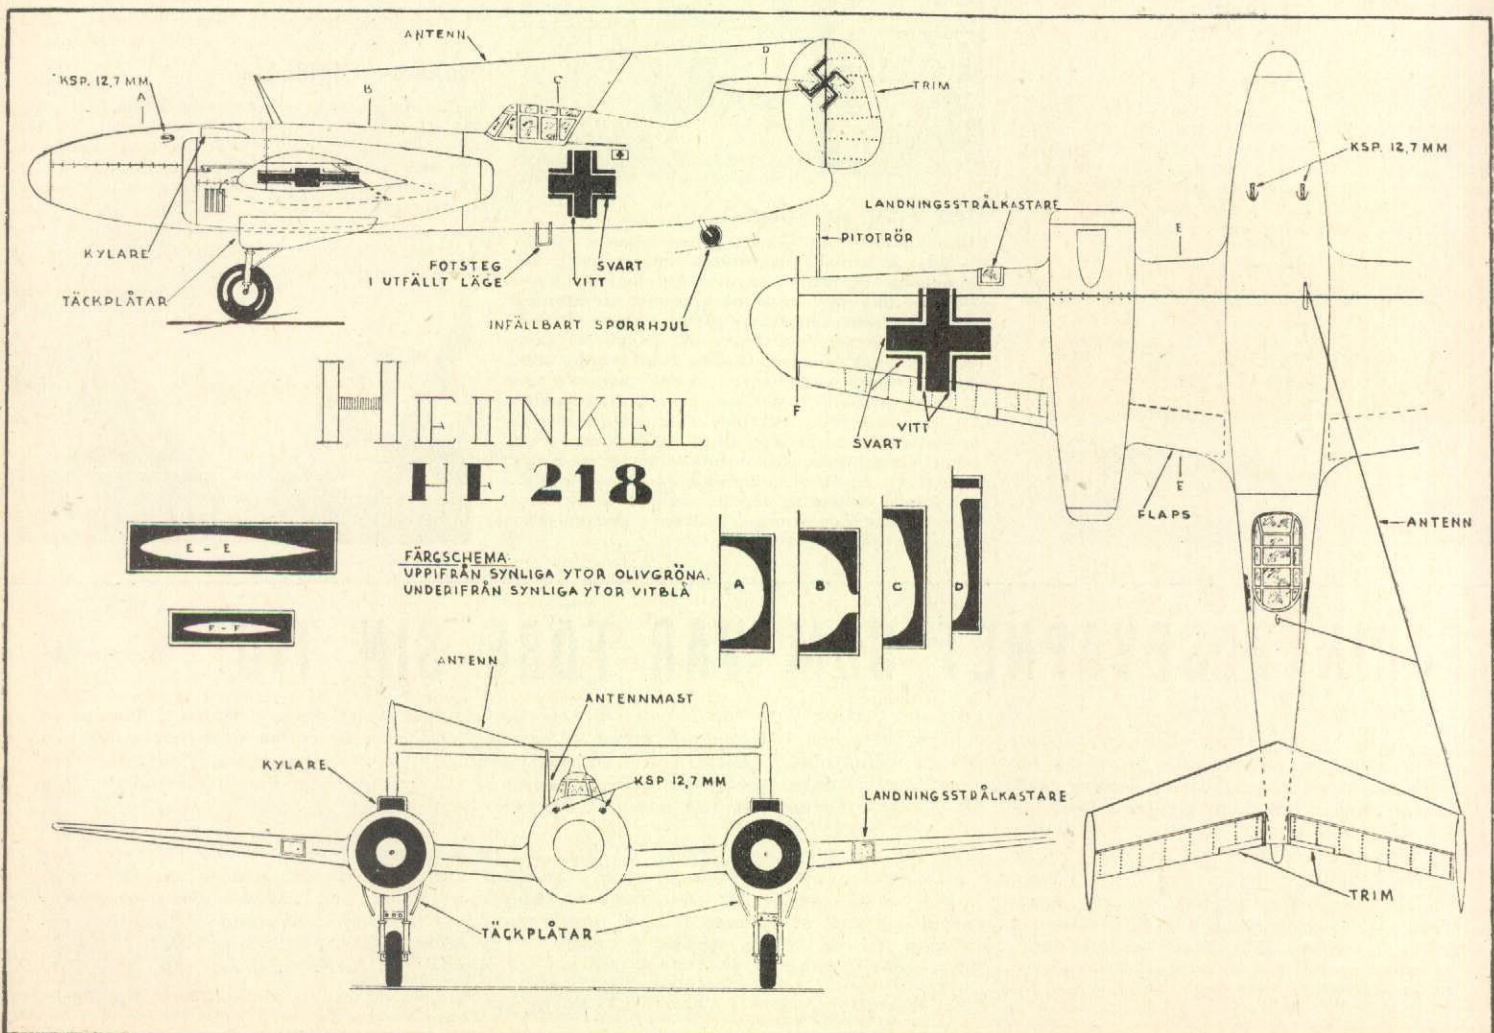 ANTENN
KSP. 12,7 MM
A
B
C
D
TRIM
KYLARE
TÄCKPLÅTAR
FOTSTEG
I UTFÄLLT LÄGE
SVART
VITT
INFÄLLBART SPORRHJUL
KSP. 12,7 MM
LANDNINGSSTRÅLKASTARE
PITOTRÖR
E
F
VITT
SVART
E
FLAPS
ANTENN
TRIM
HEINKEL
HE 218
E - E
F - F
FÄRGSCHEMA:
UPPIFRÅN SYNLIGA YTOR OLIVGRÖNA.
UNDERIFRÅN SYNLIGA YTOR VITBLÅ
A
B
C
D
ANTENN
ANTENNMAST
KYLARE
KSP 12,7 MM
LANDNINGSSTRÅLKASTARE
TÄCKPLÅTAR